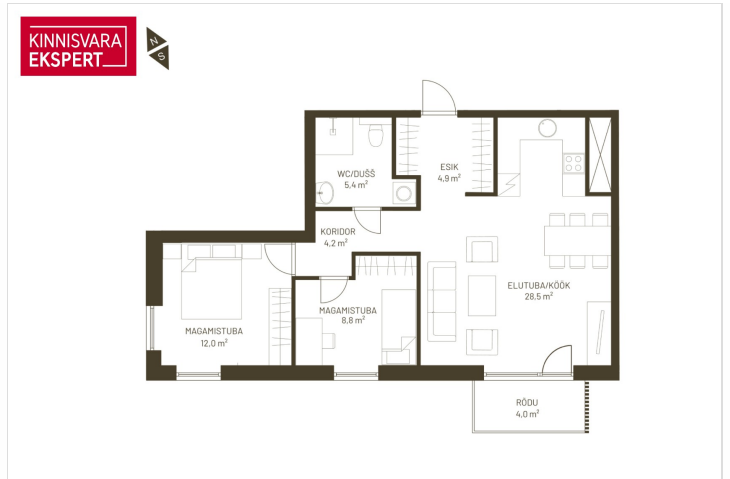 KINNISVARA
EKSPERT
N
S
WC/DUŠŠ
5,4 m²
ESIK
4,9 m²
KORIDOR
4,2 m²
MAGAMISTUBA
12,0 m²
MAGAMISTUBA
8,8 m²
ELUTUBA/KÖÖK
28,5 m²
RÕDU
4,0 m²